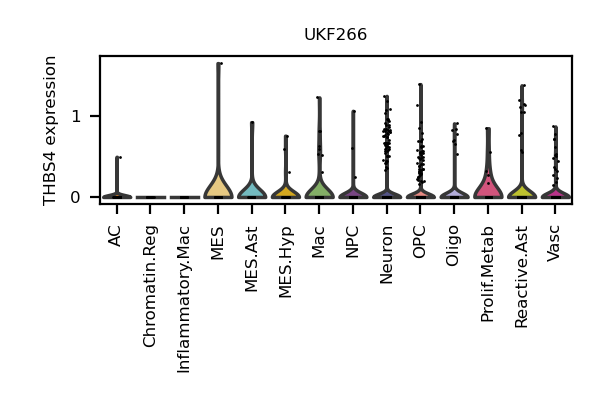 UKF266
THBS4 expression
1
0
AC
Chromatin.Reg
Inflammatory.Mac
MES
MES.Ast
MES.Hyp
Mac
NPC
Neuron
OPC
Oligo
Prolif.Metab
Reactive.Ast
Vasc